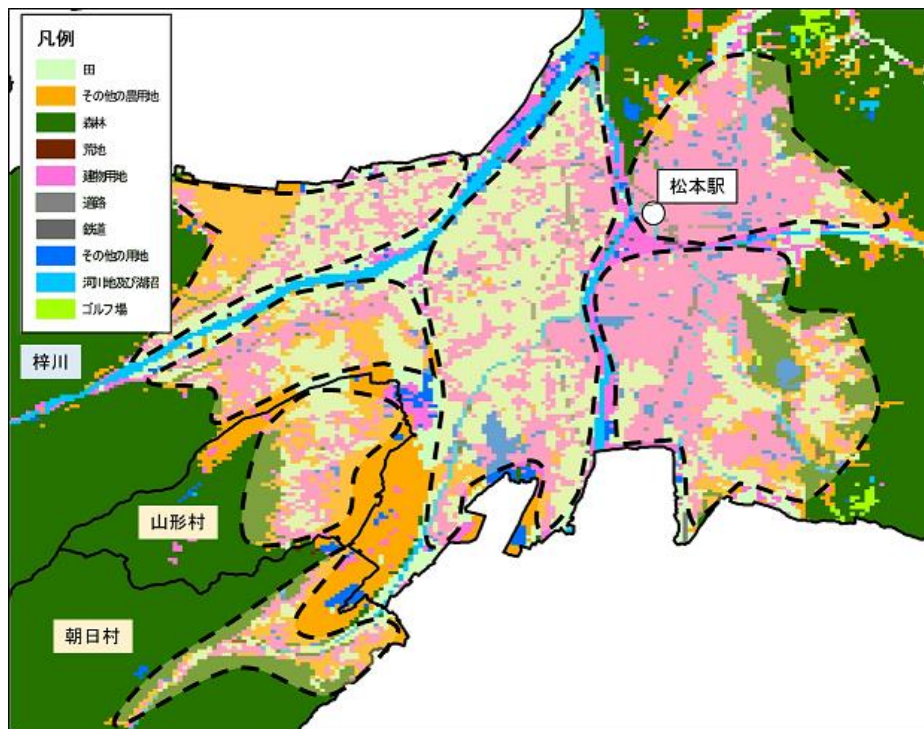 凡例
田
その他の農用地
森林
荒地
建物用地
道路
鉄道
その他の用地
河川地及び湖沼
ゴルフ場
松本駅
梓川
山形村
朝日村